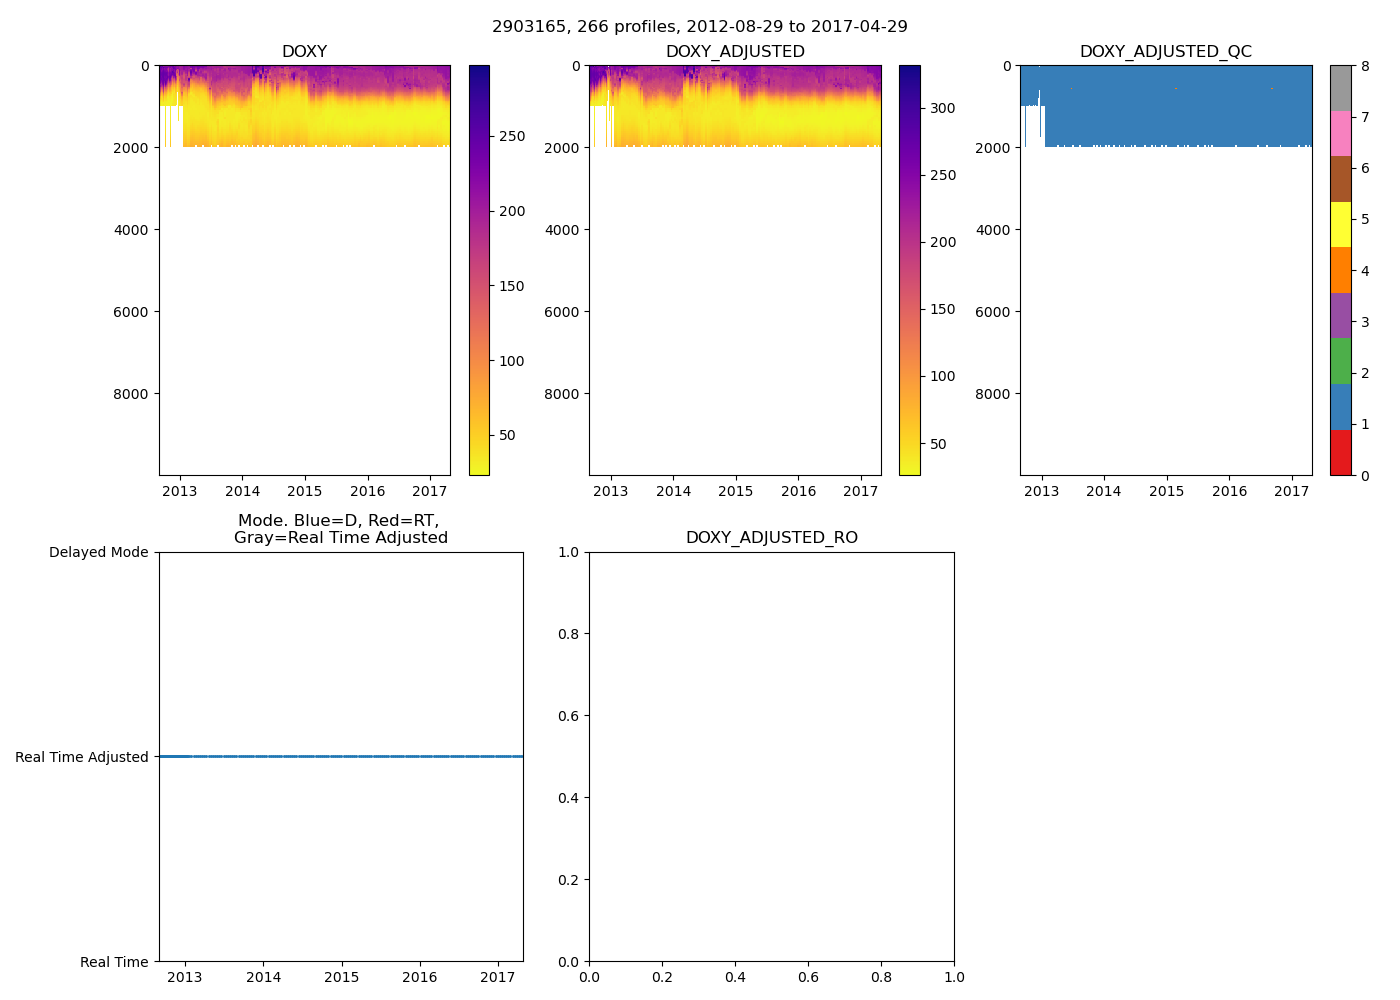 2903165, 266 profiles, 2012-08-29 to 2017-04-29
DOXY
0
2000
4000
6000
8000
2013 2014 2015 2016 2017
250
200
150
100
50
DOXY_ADJUSTED
0
2000
4000
6000
8000
2013 2014 2015 2016 2017
300
250
200
150
100
50
DOXY_ADJUSTED_QC
0
2000
4000
6000
8000
2013 2014 2015 2016 2017
8
7
6
5
4
3
2
1
0
Mode. Blue=D, Red=RT,
Gray=Real Time Adjusted
Delayed Mode
Real Time Adjusted
Real Time
2013 2014 2015 2016 2017
DOXY_ADJUSTED_RO
1.0
0.8
0.6
0.4
0.2
0.0
0.0 0.2 0.4 0.6 0.8 1.0